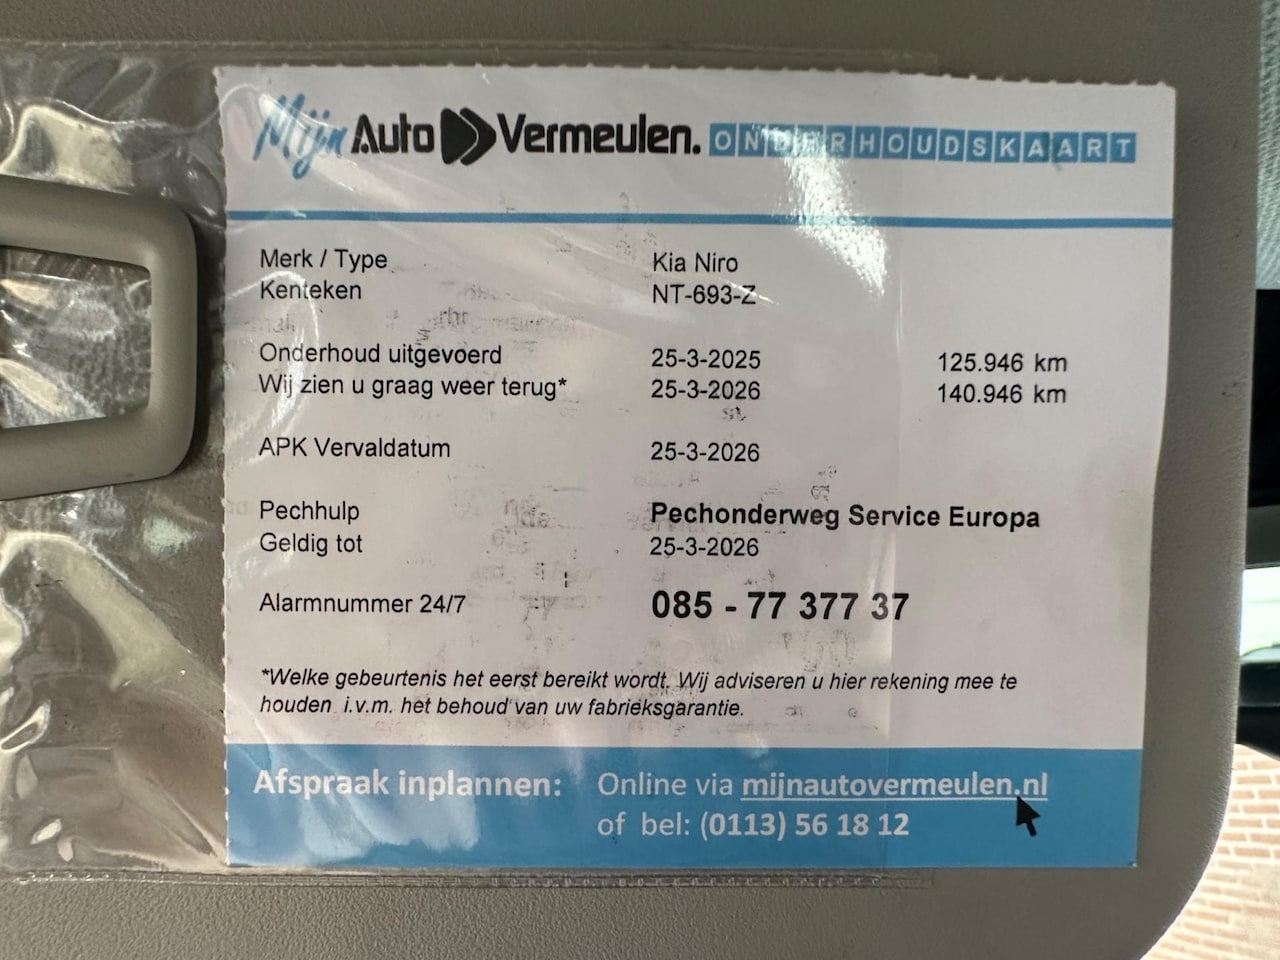 Mijn Auto Vermeulen. ONDERHOUDSKAART
Merk / Type Kia Niro
Kenteken NT-693-Z
Onderhoud uitgevoerd 25-3-2025 125.946 km
Wij zien u graag weer terug* 25-3-2026 140.946 km
APK Vervaldatum 25-3-2026
Pechhulp Pechonderweg Service Europa
Geldig tot 25-3-2026
Alarmnummer 24/7 085 - 77 377 37
*Welke gebeurtenis het eerst bereikt wordt. Wij adviseren u hier rekening mee te
houden i.v.m. het behoud van uw fabrieksgarantie.
Afspraak inplannen: Online via mijnautovermeulen.nl
of bel: (0113) 56 18 12